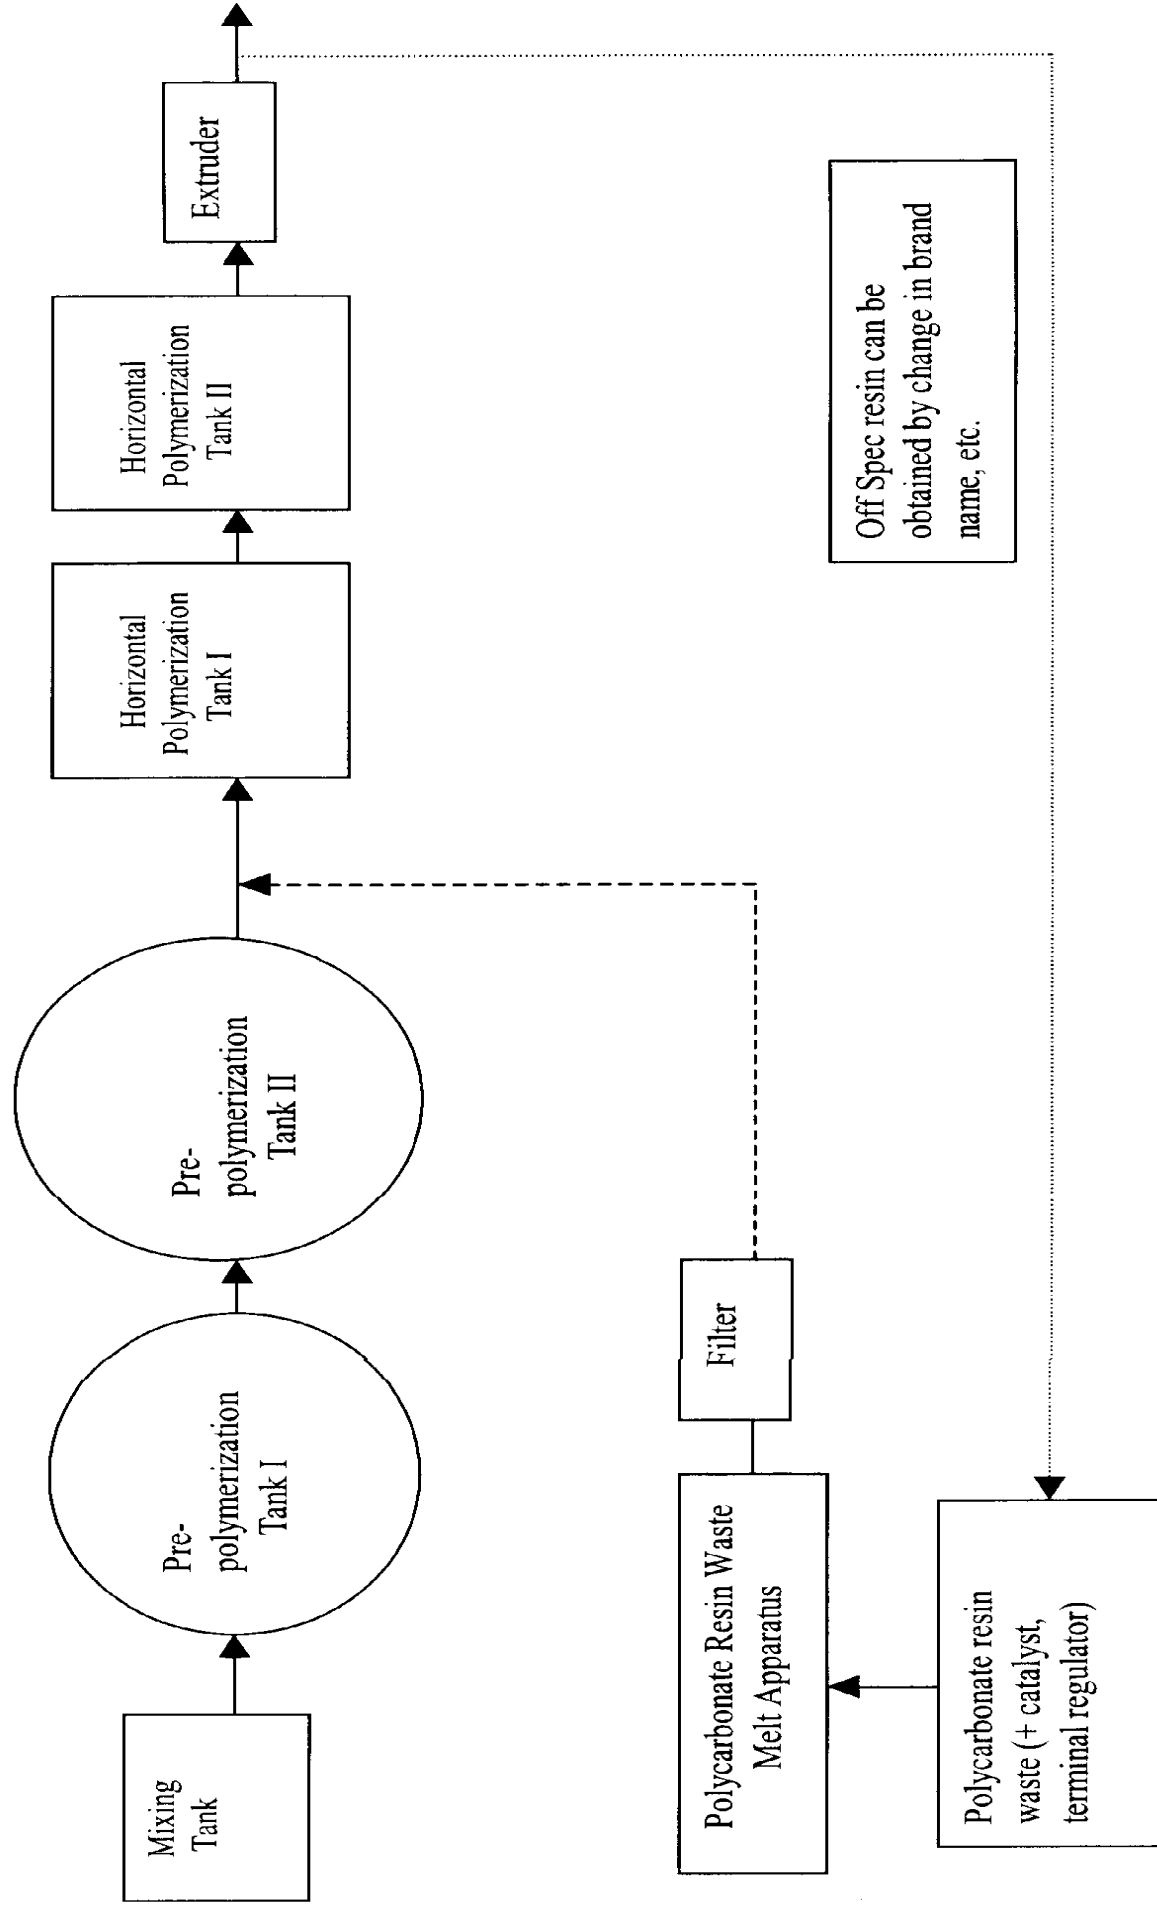 Mixing
Tank
Pre-
polymerization
Tank I
Pre-
polymerization
Tank II
Horizontal
Polymerization
Tank I
Horizontal
Polymerization
Tank II
Extruder
Polycarbonate Resin Waste
Melt Apparatus
Filter
Off Spec resin can be
obtained by change in brand
name, etc.
Polycarbonate resin
waste (+ catalyst,
terminal regulator)